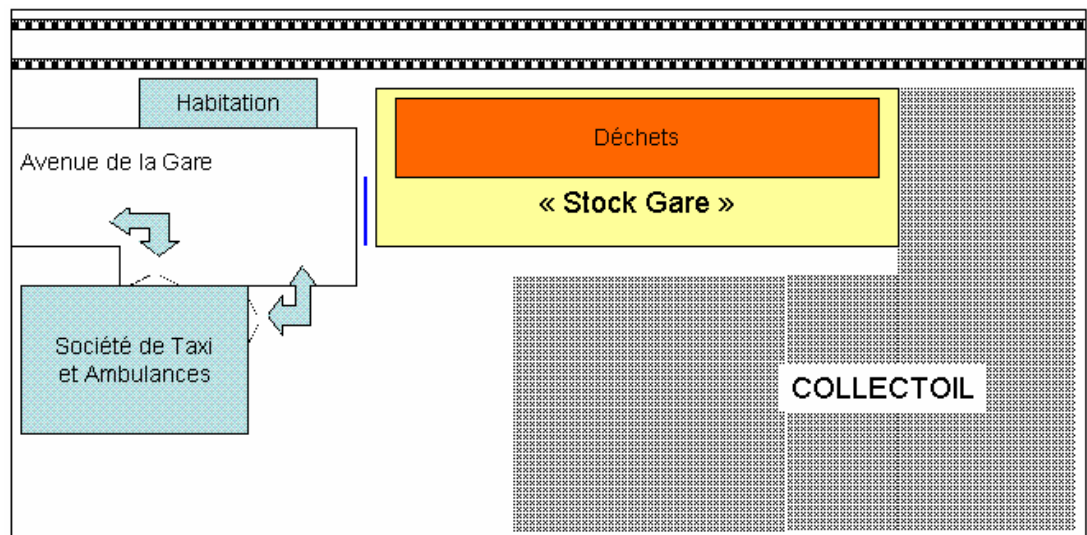 Habitation
Déchets
Avenue de la Gare
« Stock Gare »
Société de Taxi
et Ambulances
COLLECTOIL